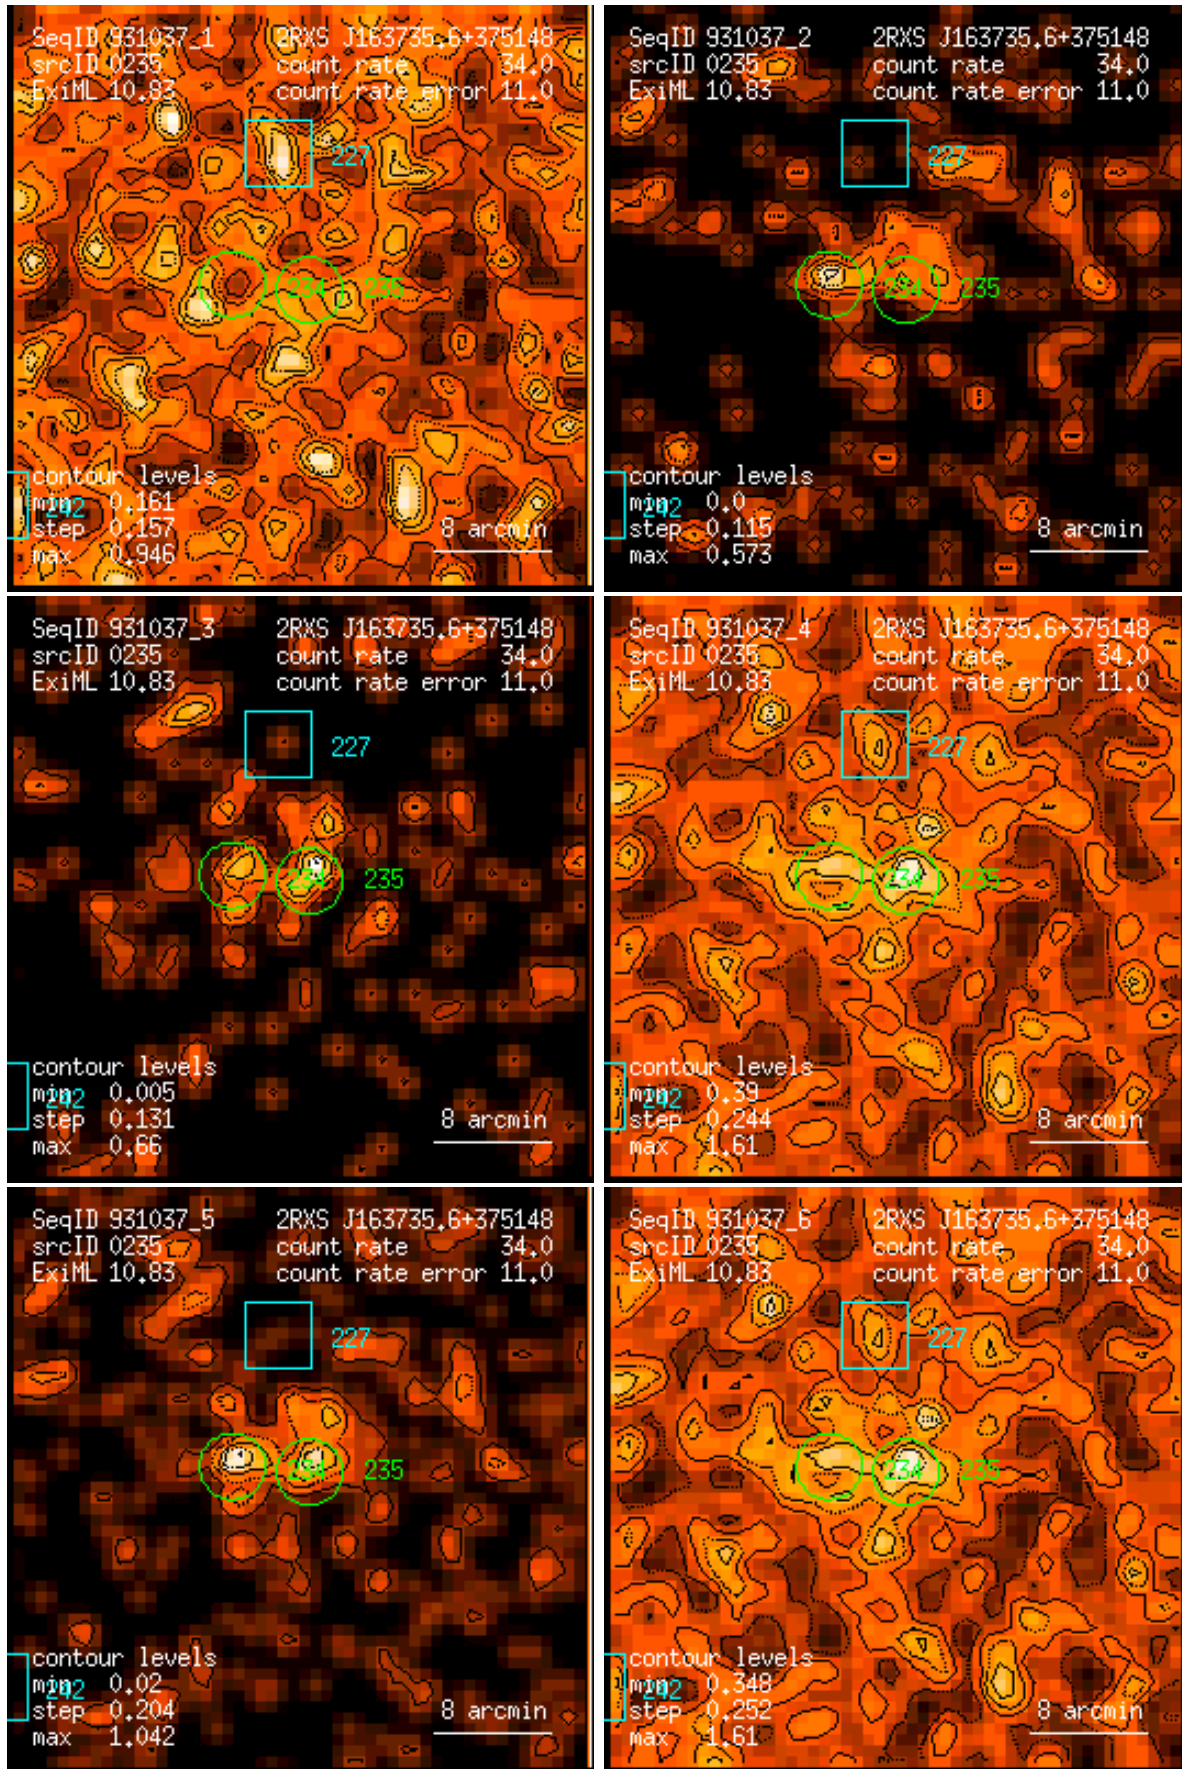 SeqID 931037_1 2RXS J163735.6+375148
srcID 0235 count rate 34.0
ExiML 10.83 count rate error 11.0
227
234 235
contour levels
min 0.161
242
step 0.157 8 arcmin
max 0.946
SeqID 931037_2 2RXS J163735.6+375148
srcID 0235 count rate 34.0
ExiML 10.83 count rate error 11.0
227
234 235
contour levels
min 0.0
242
step 0.115 8 arcmin
max 0.573
SeqID 931037_3 2RXS J163735.6+375148
srcID 0235 count rate 34.0
ExiML 10.83 count rate error 11.0
227
234 235
contour levels
min 0.005
242
step 0.131 8 arcmin
max 0.66
SeqID 931037_4 2RXS J163735.6+375148
srcID 0235 count rate 34.0
ExiML 10.83 count rate error 11.0
227
234 235
contour levels
min 0.39
242
step 0.244 8 arcmin
max 1.61
SeqID 931037_5 2RXS J163735.6+375148
srcID 0235 count rate 34.0
ExiML 10.83 count rate error 11.0
227
234 235
contour levels
min 0.02
242
step 0.204 8 arcmin
max 1.042
SeqID 931037_6 2RXS J163735.6+375148
srcID 0235 count rate 34.0
ExiML 10.83 count rate error 11.0
227
234 235
contour levels
min 0.348
242
step 0.252 8 arcmin
max 1.61